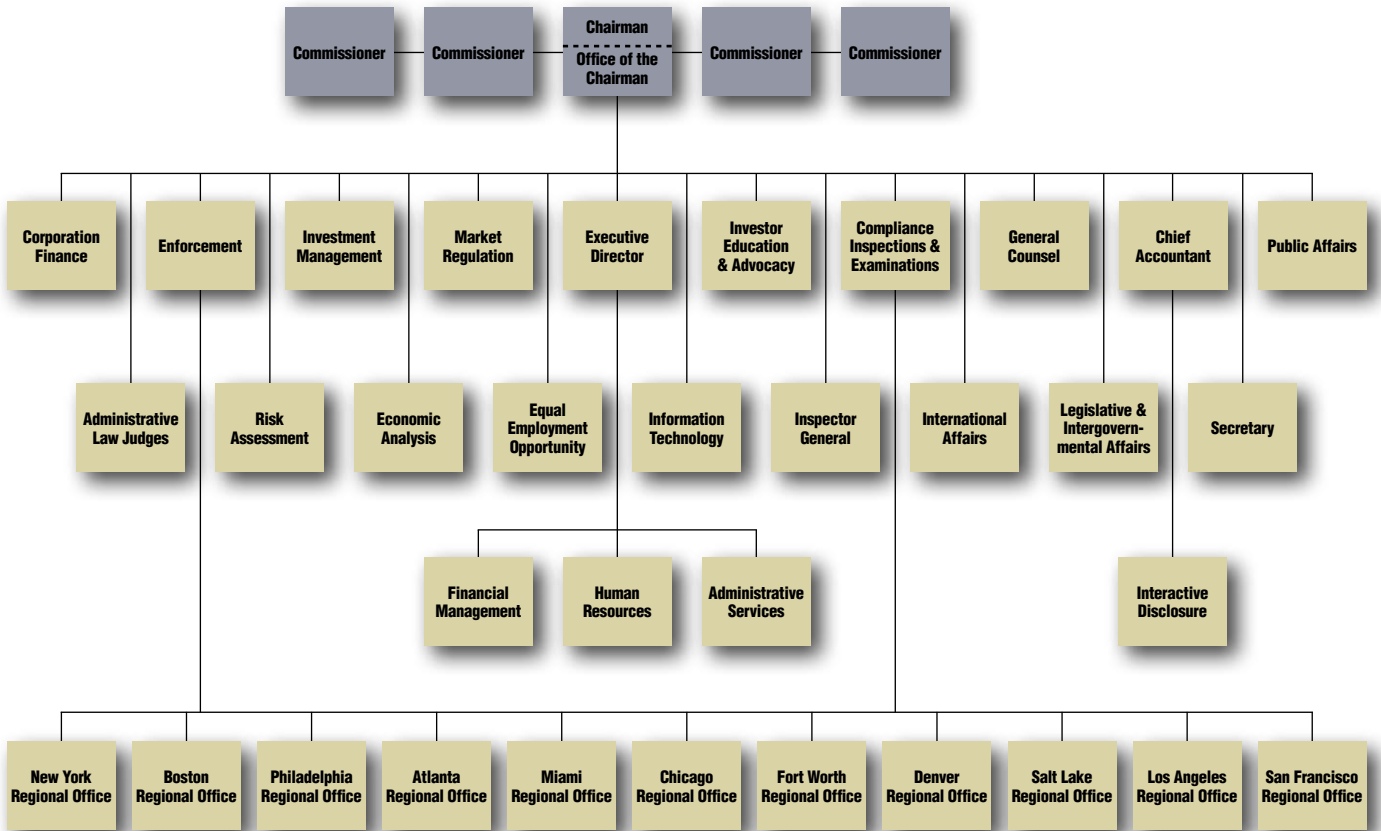 Commissioner
Commissioner
Chairman
Office of the
Chairman
Commissioner
Commissioner
Corporation
Finance
Enforcement
Investment
Management
Market
Regulation
Executive
Director
Investor
Education
& Advocacy
Compliance
Inspections &
Examinations
General
Counsel
Chief
Accountant
Public Affairs
Administrative
Law Judges
Risk
Assessment
Economic
Analysis
Equal
Employment
Opportunity
Information
Technology
Inspector
General
International
Affairs
Legislative &
Intergovern-
mental Affairs
Secretary
Financial
Management
Human
Resources
Administrative
Services
Interactive
Disclosure
New York
Regional Office
Boston
Regional Office
Philadelphia
Regional Office
Atlanta
Regional Office
Miami
Regional Office
Chicago
Regional Office
Fort Worth
Regional Office
Denver
Regional Office
Salt Lake
Regional Office
Los Angeles
Regional Office
San Francisco
Regional Office